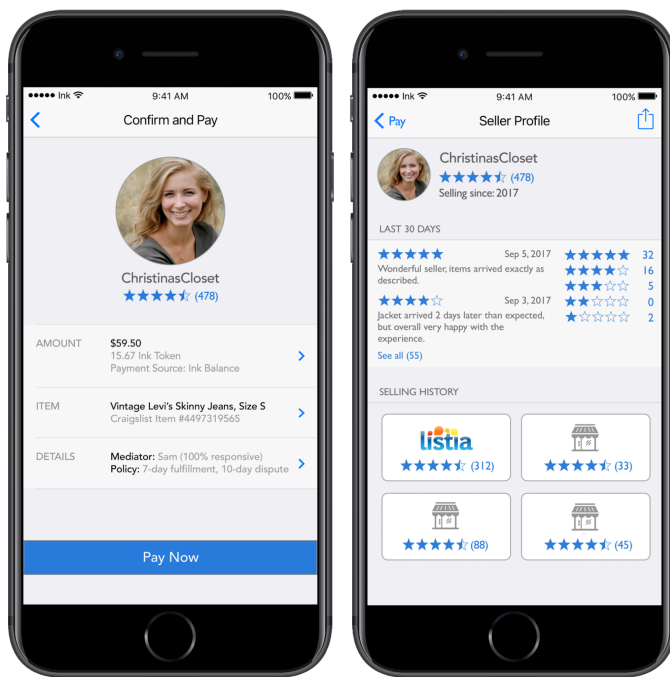 Ink
9:41 AM
100%
Confirm and Pay
ChristinasCloset
(478)
AMOUNT
$59.50
15.67 Ink Token
Payment Source: Ink Balance
ITEM
Vintage Levi's Skinny Jeans, Size S
Craigslist Item #4497319565
DETAILS
Mediator: Sam (100% responsive)
Policy: 7-day fulfillment, 10-day dispute
Pay Now
Ink
9:41 AM
100%
Pay
Seller Profile
ChristinasCloset
(478)
Selling since: 2017
LAST 30 DAYS
Sep 5, 2017
Wonderful seller, items arrived exactly as
described.
Sep 3, 2017
Jacket arrived 2 days later than expected,
but overall very happy with the
experience.
See all (55)
32
16
5
0
2
SELLING HISTORY
listia
(312)
(33)
(88)
(45)